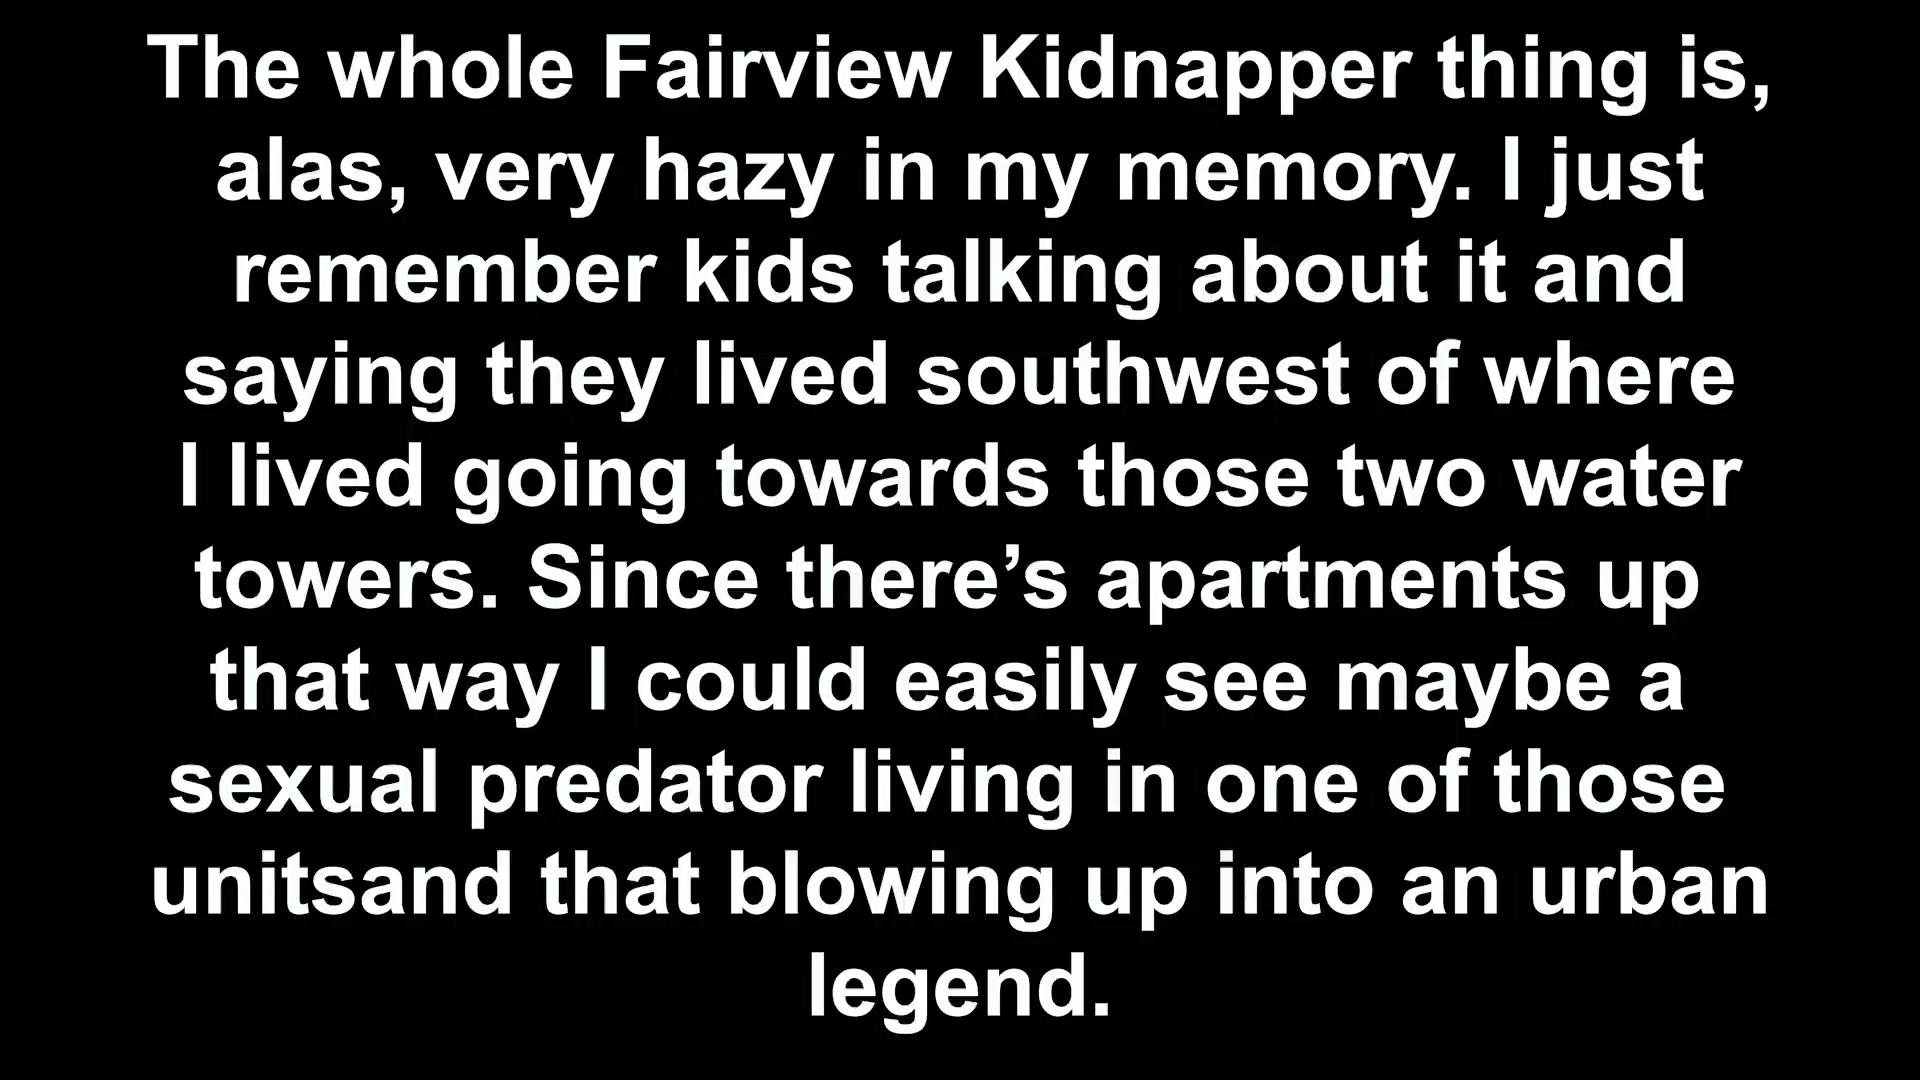 The whole Fairview Kidnapper thing is,
alas, very hazy in my memory. I just
remember kids talking about it and
saying they lived southwest of where
I lived going towards those two water
towers. Since there’s apartments up
that way I could easily see maybe a
sexual predator living in one of those
unitsand that blowing up into an urban
legend.